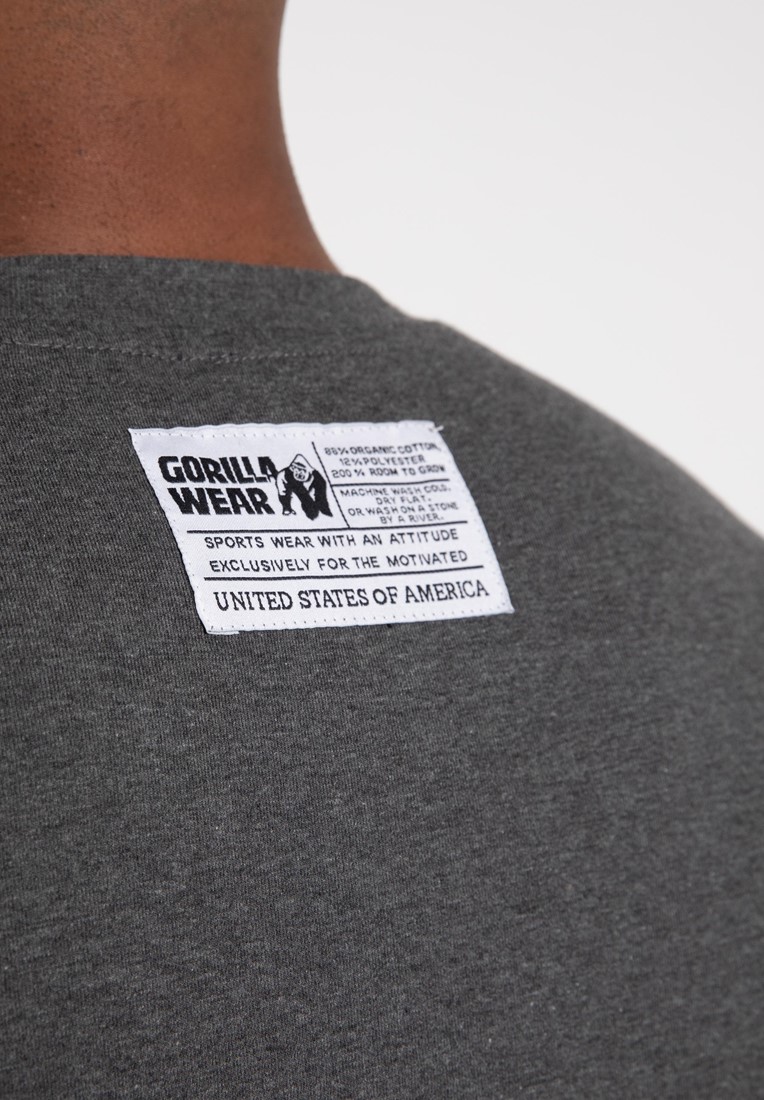 GORILLA
WEAR
88% ORGANIC COTTON,
12% POLYESTER
200% ROOM TO GROW
MACHINE WASH COLD,
DRY FLAT.
OR WASH ON A STONE
BY A RIVER.
SPORTS WEAR WITH AN ATTITUDE
EXCLUSIVELY FOR THE MOTIVATED
UNITED STATES OF AMERICA